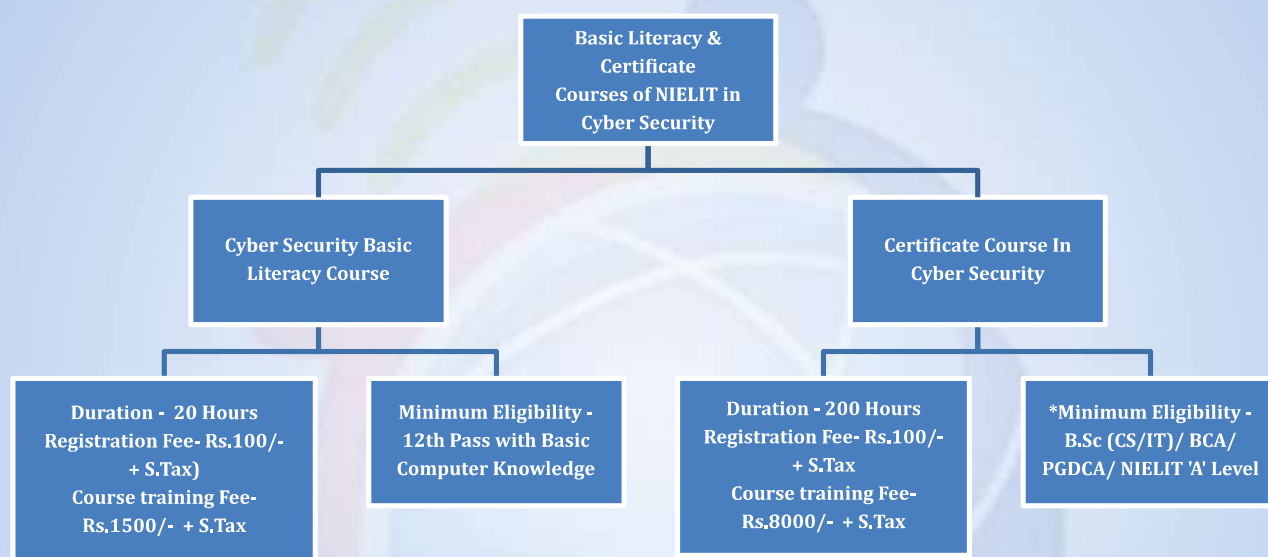 Basic Literacy &
Certificate
Courses of NIELIT in
Cyber Security
Cyber Security Basic
Literacy Course
Certificate Course In
Cyber Security
Duration - 20 Hours
Registration Fee- Rs.100/-
+ S.Tax)
Course training Fee-
Rs.1500/- + S.Tax
Minimum Eligibility -
12th Pass with Basic
Computer Knowledge
Duration - 200 Hours
Registration Fee- Rs.100/-
+ S.Tax
Course training Fee-
Rs.8000/- + S.Tax
*Minimum Eligibility -
B.Sc (CS/IT)/ BCA/
PGDCA/ NIELIT 'A' Level